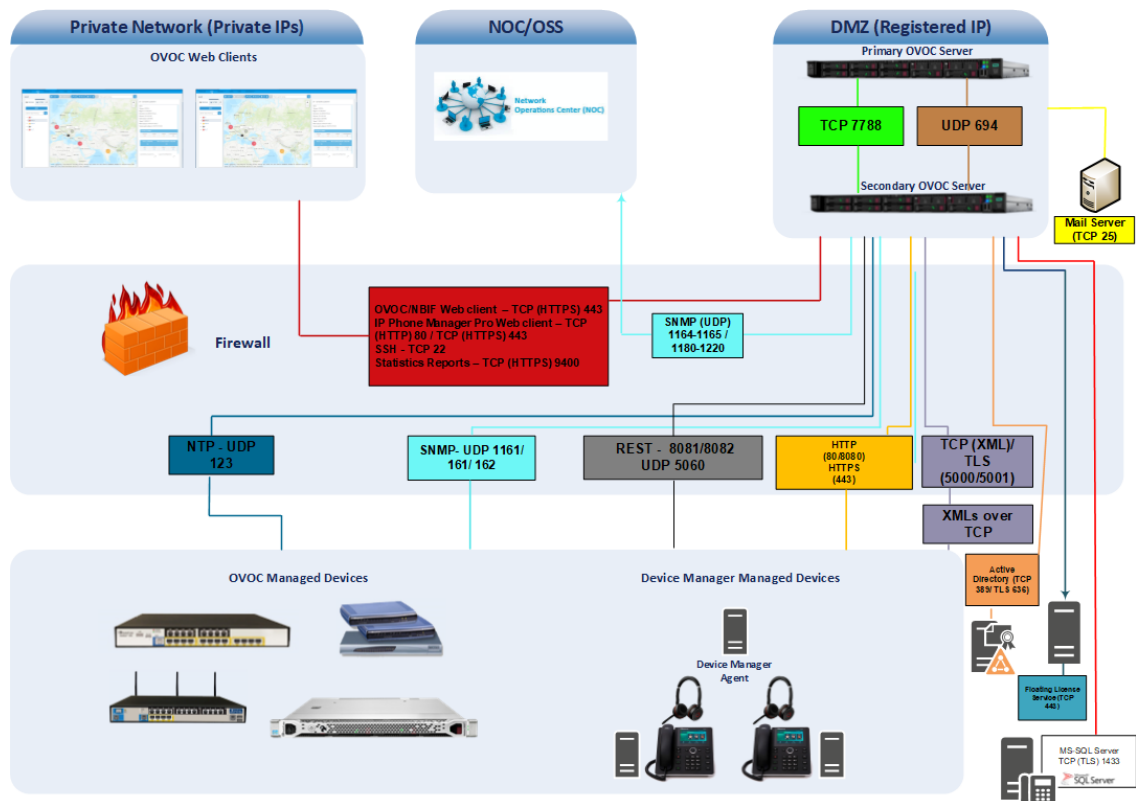 Private Network (Private IPs)
OVOC Web Clients
NOC/OSS
Network
Operations Center (NOC)
DMZ (Registered IP)
Primary OVOC Server
TCP 7788
UDP 694
Secondary OVOC Server
Mail Server
(TCP 25)
Firewall
OVOC/NBIF Web client – TCP (HTTPS) 443
IP Phone Manager Pro Web client – TCP
(HTTP) 80 / TCP (HTTPS) 443
SSH - TCP 22
Statistics Reports – TCP (HTTPS) 9400
SNMP (UDP)
1164-1165 /
1180-1220
NTP - UDP
123
SNMP- UDP 1161/
161/ 162
REST - 8081/8082
UDP 5060
HTTP
(80/8080)
HTTPS
(443)
TCP (XML)/
TLS
(5000/5001)
XMLs over
TCP
OVOC Managed Devices
Device Manager Managed Devices
Device Manager
Agent
Active
Directory (TCP
389/ TLS 636)
Floating License
Service (TCP
443)
MS-SQL Server
TCP (TLS) 1433
SQL Server